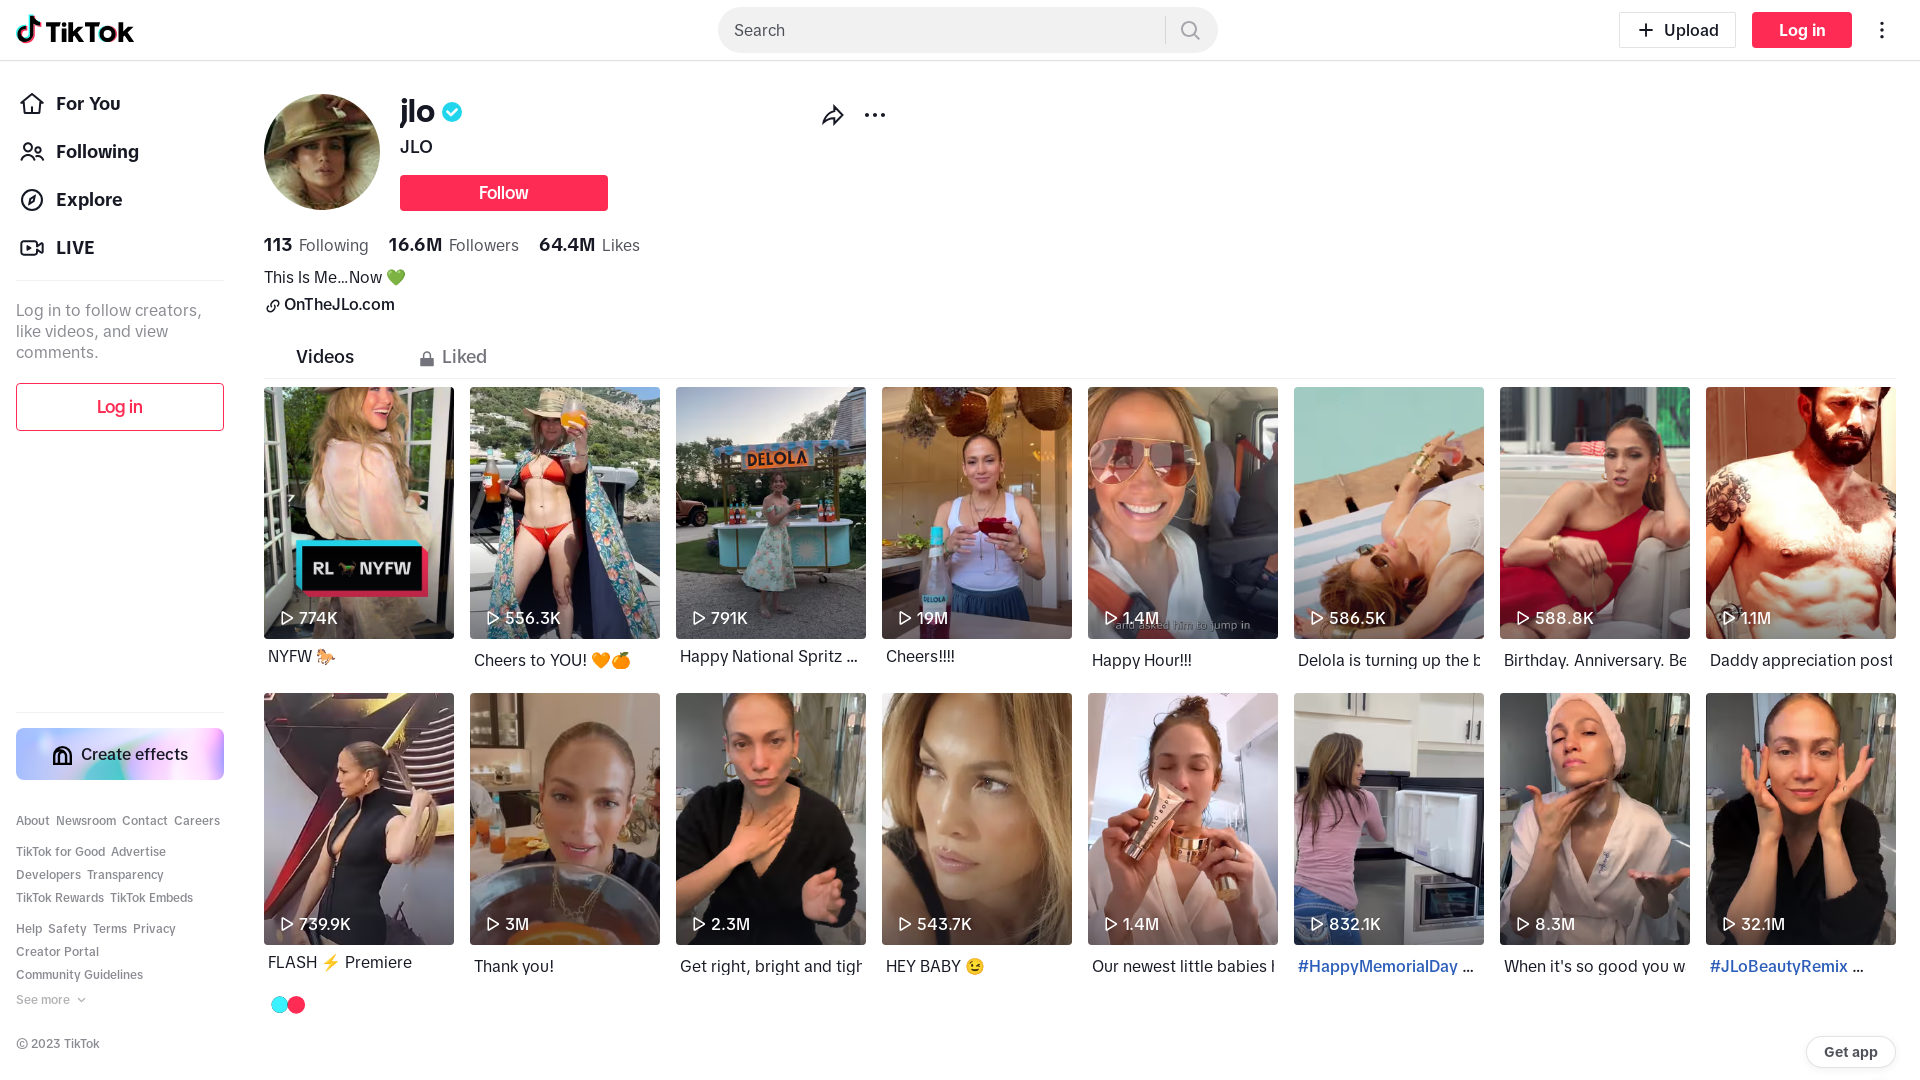 TikTok
Search
Upload
Log in
For You
Following
Explore
LIVE
Log in to follow creators,
like videos, and view
comments.
Log in
Create effects
About Newsroom Contact Careers
TikTok for Good Advertise
Developers Transparency
TikTok Rewards TikTok Embeds
Help Safety Terms Privacy
Creator Portal
Community Guidelines
See more
© 2023 TikTok
jlo
JLO
Follow
113 Following 16.6M Followers 64.4M Likes
This Is Me...Now 💚
OnTheJLo.com
Videos Liked
RL 🐎 NYFW
774K
NYFW 🐎
556.3K
Cheers to YOU! 🧡🍊
DELOLA
791K
Happy National Spritz ...
DELOLA
19M
Cheers!!!!
and asked him to jump in
1.4M
Happy Hour!!!
586.5K
Delola is turning up the b
588.8K
Birthday. Anniversary. Be
1.1M
Daddy appreciation post
739.9K
FLASH ⚡ Premiere
3M
Thank you!
2.3M
Get right, bright and tigh
543.7K
HEY BABY 😉
JLO BODY
1.4M
Our newest little babies
832.1K
#HappyMemorialDay ...
8.3M
When it's so good you w
32.1M
#JLoBeautyRemix ...
Get app